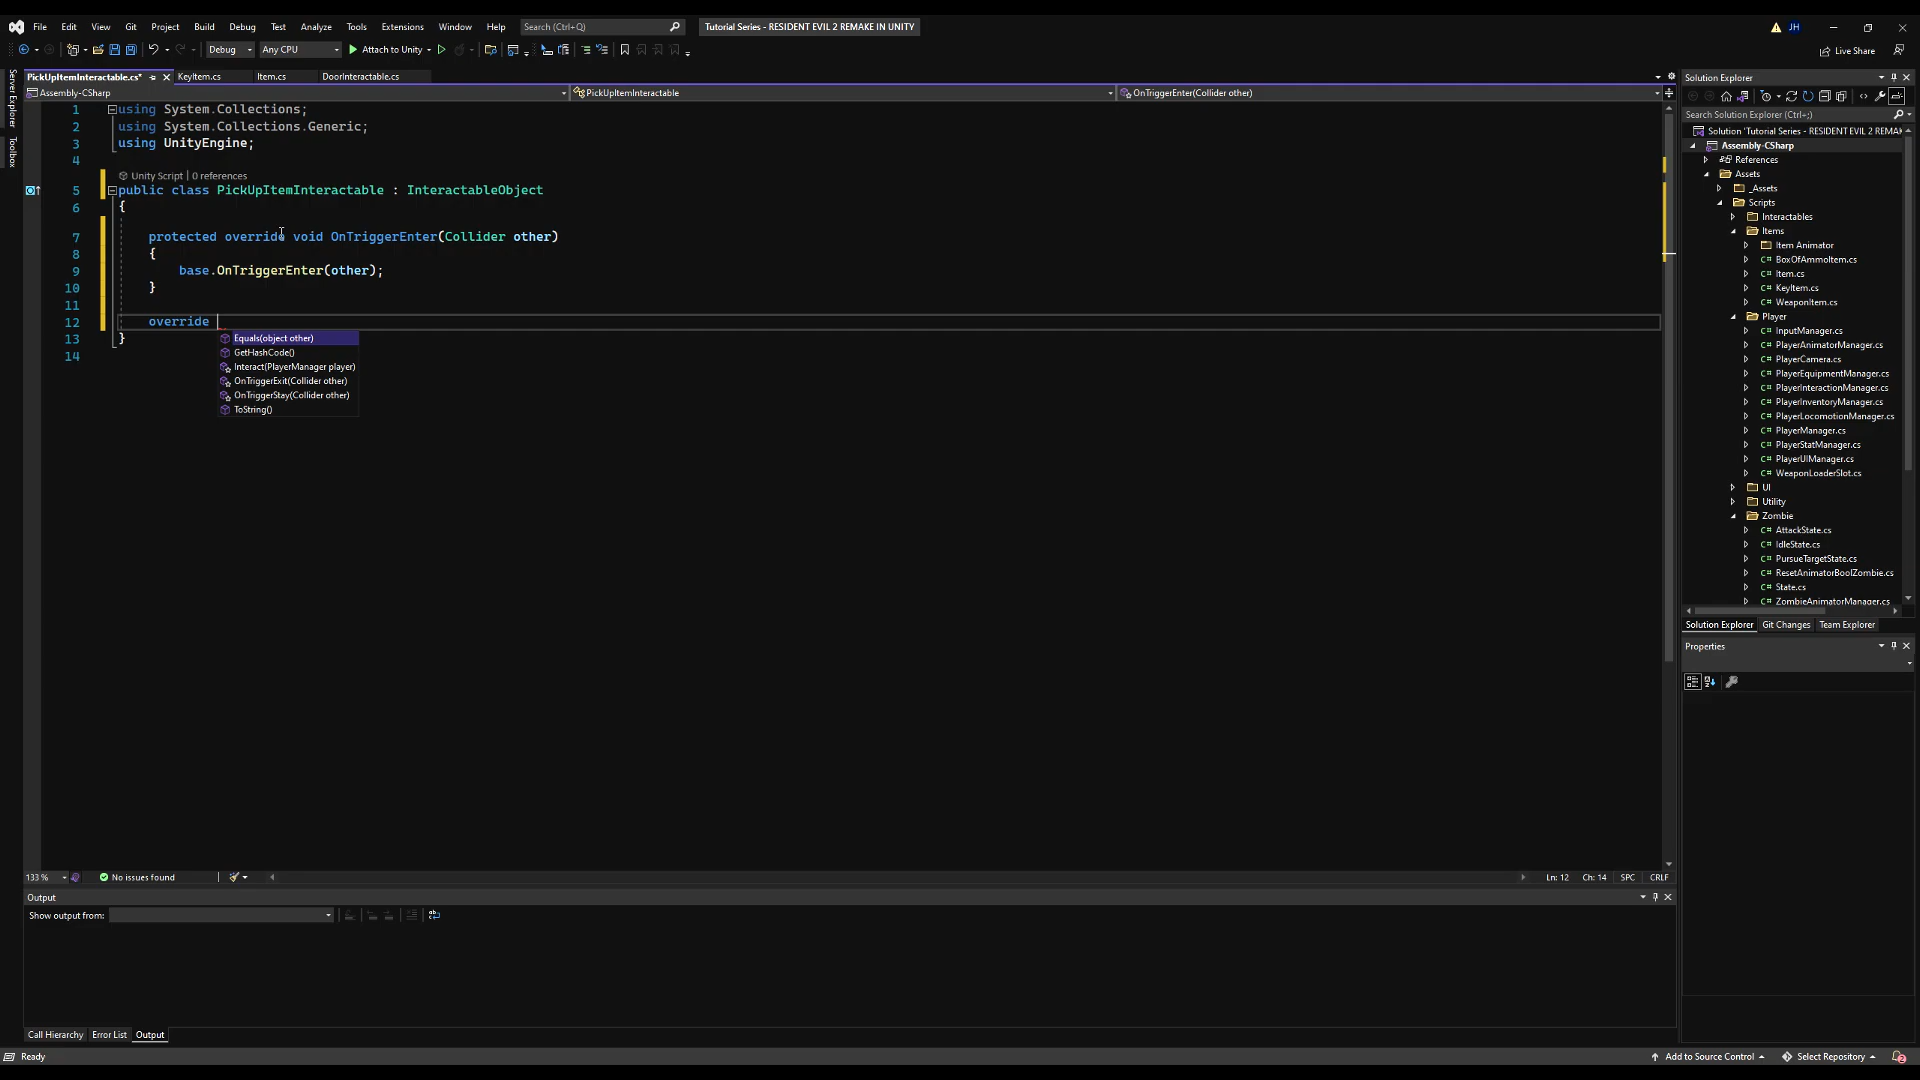 File Edit View Git Project Build Debug Test Analyze Tools Extensions Window Help Search (Ctrl+Q) Tutorial Series - RESIDENT EVIL 2 REMAKE IN UNITY JH
Debug Any CPU Attach to Unity Live Share
Server Explorer
Toolbox
PickUpItemInteractable.cs* KeyItem.cs Item.cs DoorInteractable.cs
Assembly-CSharp PickUpItemInteractable OnTriggerEnter(Collider other)
1 using System.Collections;
2 using System.Collections.Generic;
3 using UnityEngine;
4
Unity Script | 0 references
5 public class PickUpItemInteractable : InteractableObject
6 {
7 protected override void OnTriggerEnter(Collider other)
8 {
9 base.OnTriggerEnter(other);
10 }
11
12 override
13 }
14
Equals(object other)
GetHashCode()
Interact(PlayerManager player)
OnTriggerExit(Collider other)
OnTriggerStay(Collider other)
ToString()
133 % No issues found Ln: 12 Ch: 14 SPC CRLF
Output
Show output from:
Call Hierarchy Error List Output
Ready Add to Source Control Select Repository 2
Solution Explorer
Search Solution Explorer (Ctrl+;)
Solution 'Tutorial Series - RESIDENT EVIL 2 REMA
Assembly-CSharp
References
Assets
_Assets
Scripts
Interactables
Items
Item Animator
C# BoxOfAmmoItem.cs
C# Item.cs
C# KeyItem.cs
C# WeaponItem.cs
Player
C# InputManager.cs
C# PlayerAnimatorManager.cs
C# PlayerCamera.cs
C# PlayerEquipmentManager.cs
C# PlayerInteractionManager.cs
C# PlayerInventoryManager.cs
C# PlayerLocomotionManager.cs
C# PlayerManager.cs
C# PlayerStatManager.cs
C# PlayerUIManager.cs
C# WeaponLoaderSlot.cs
UI
Utility
Zombie
C# AttackState.cs
C# IdleState.cs
C# PursueTargetState.cs
C# ResetAnimatorBoolZombie.cs
C# State.cs
C# ZombieAnimatorManager.cs
Solution Explorer Git Changes Team Explorer
Properties